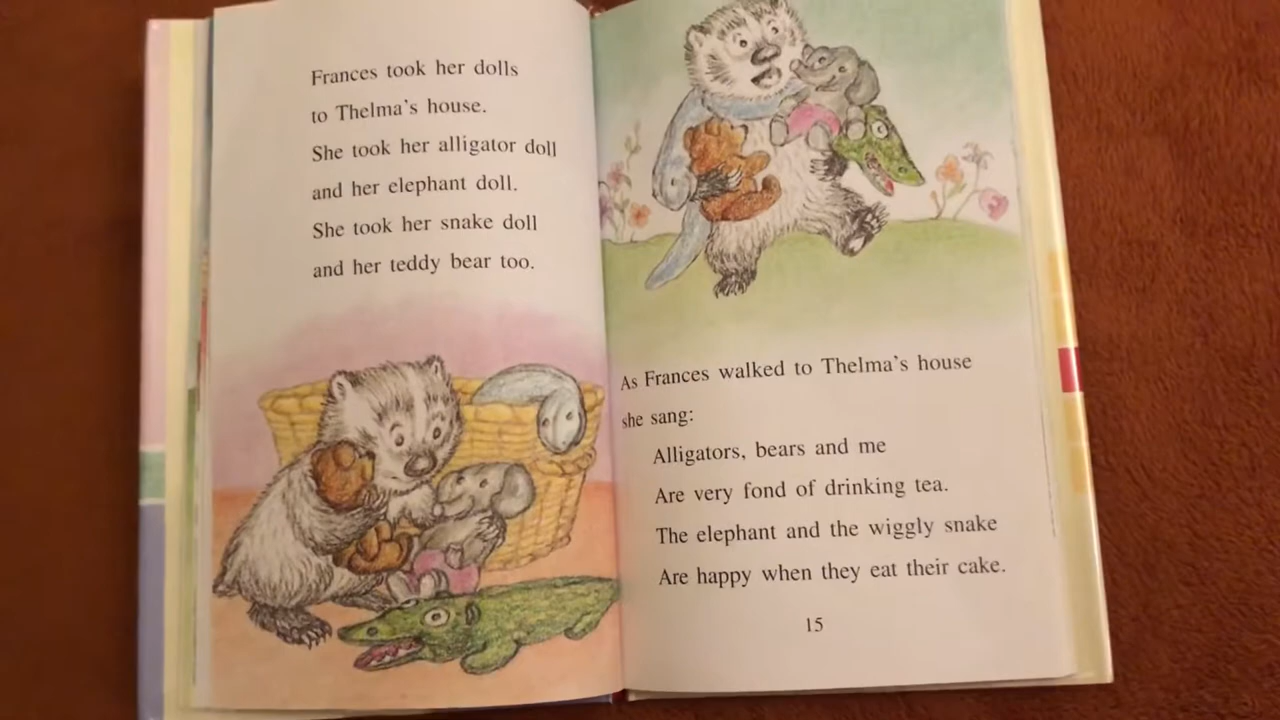 Frances took her dolls
to Thelma's house.
She took her alligator doll
and her elephant doll.
She took her snake doll
and her teddy bear too.
As Frances walked to Thelma's house
she sang:
Alligators, bears and me
Are very fond of drinking tea.
The elephant and the wiggly snake
Are happy when they eat their cake.
15